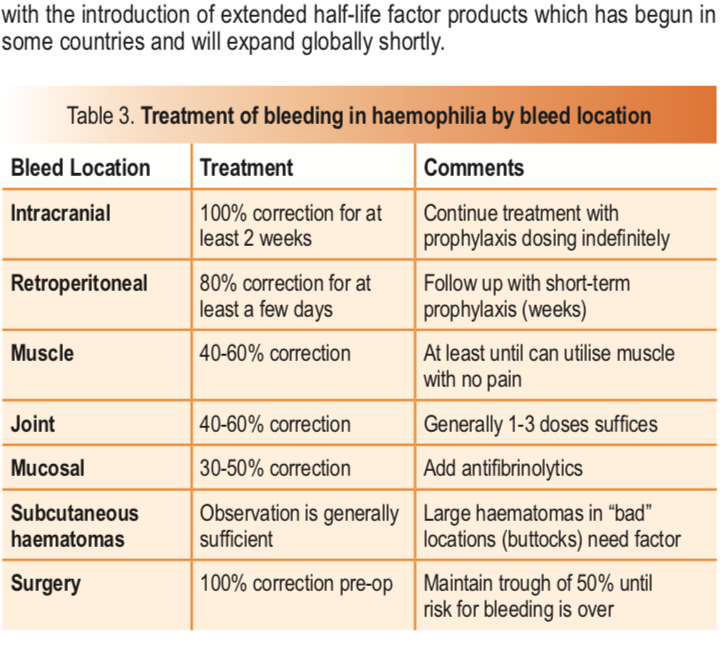 with the introduction of extended half-life factor products which has begun in
some countries and will expand globally shortly.
Table 3. Treatment of bleeding in haemophilia by bleed location
Bleed Location Treatment Comments
Intracranial 100% correction for at least 2 weeks Continue treatment with prophylaxis dosing indefinitely
Retroperitoneal 80% correction for at least a few days Follow up with short-term prophylaxis (weeks)
Muscle 40-60% correction At least until can utilise muscle with no pain
Joint 40-60% correction Generally 1-3 doses suffices
Mucosal 30-50% correction Add antifibrinolytics
Subcutaneous haematomas Observation is generally sufficient Large haematomas in “bad” locations (buttocks) need factor
Surgery 100% correction pre-op Maintain trough of 50% until risk for bleeding is over